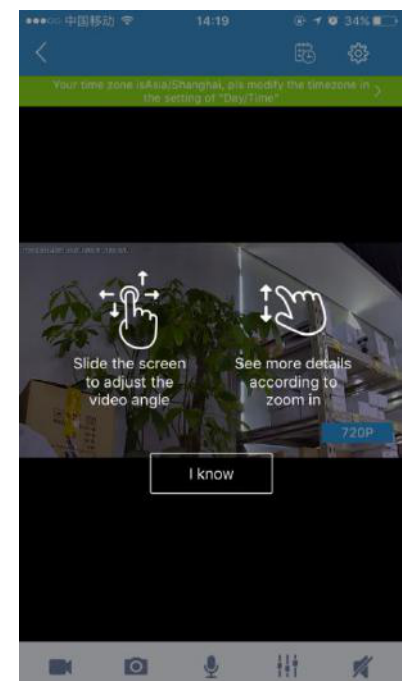 中国移动 14:19 34%
Your time zone isAsia/Shanghai, pls modify the timezone in
the setting of "Day/Time"
Slide the screen
to adjust the
video angle
See more details
according to
zoom in
720P
I know